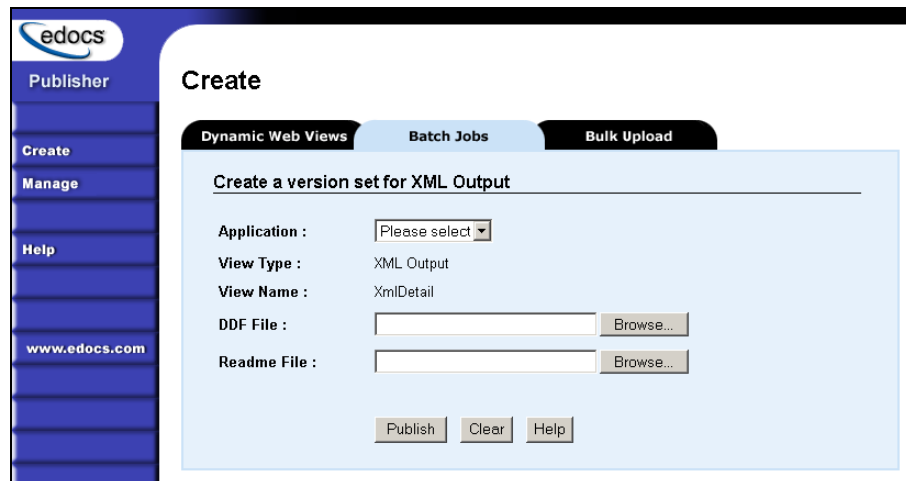 edocs
Publisher
Create
Manage
Help
www.edocs.com
Create
Dynamic Web Views
Batch Jobs
Bulk Upload
Create a version set for XML Output
Application : Please select
View Type : XML Output
View Name : XmlDetail
DDF File : Browse...
Readme File : Browse...
Publish Clear Help